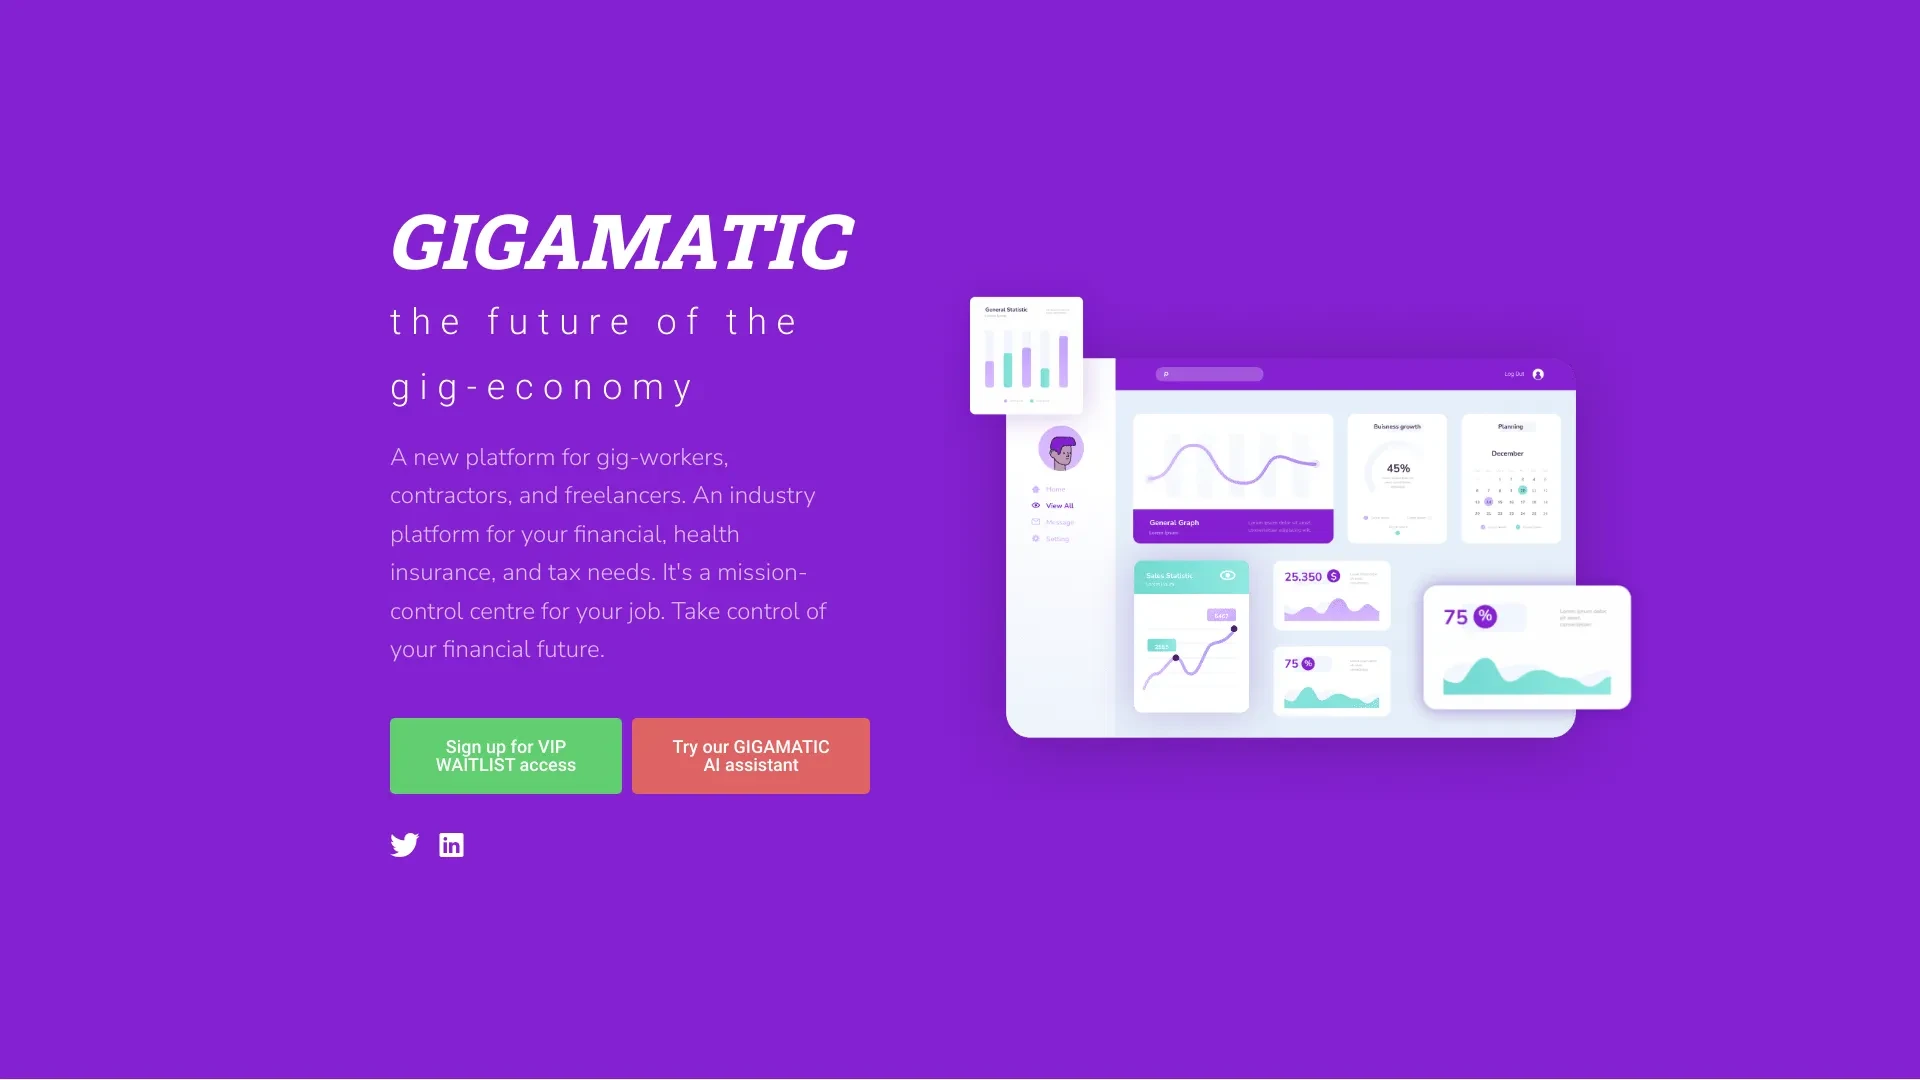 GIGAMATIC
the future of the
gig-economy
A new platform for gig-workers,
contractors, and freelancers. An industry
platform for your financial, health
insurance, and tax needs. It's a mission-
control centre for your job. Take control of
your financial future.
Sign up for VIP
WAITLIST access
Try our GIGAMATIC
AI assistant
General Statistic
Log Out
Home
View All
Message
Setting
General Graph
Lorem Ipsum
Buisness growth
45%
Planning
December
Sales Statistic
25.350 $
75 %
75 %